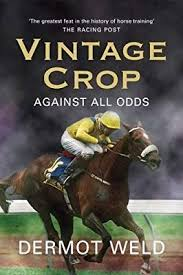 'The greatest feat in the history of horse training'
THE RACING POST
VINTAGE
CROP
AGAINST ALL ODDS
DERMOT WELD